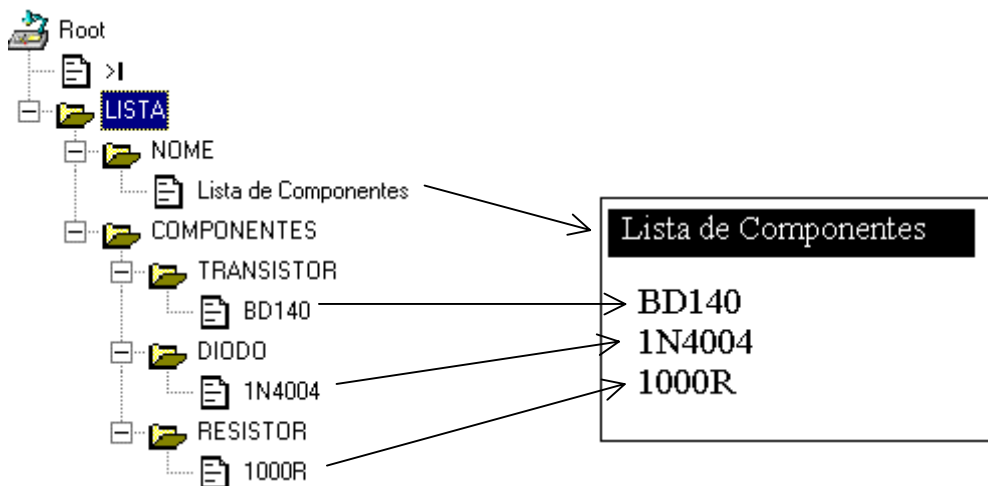 Root
>I
LISTA
NOME
Lista de Componentes
COMPONENTES
TRANSISTOR
BD140
DIODO
1N4004
RESISTOR
1000R
Lista de Componentes
BD140
1N4004
1000R